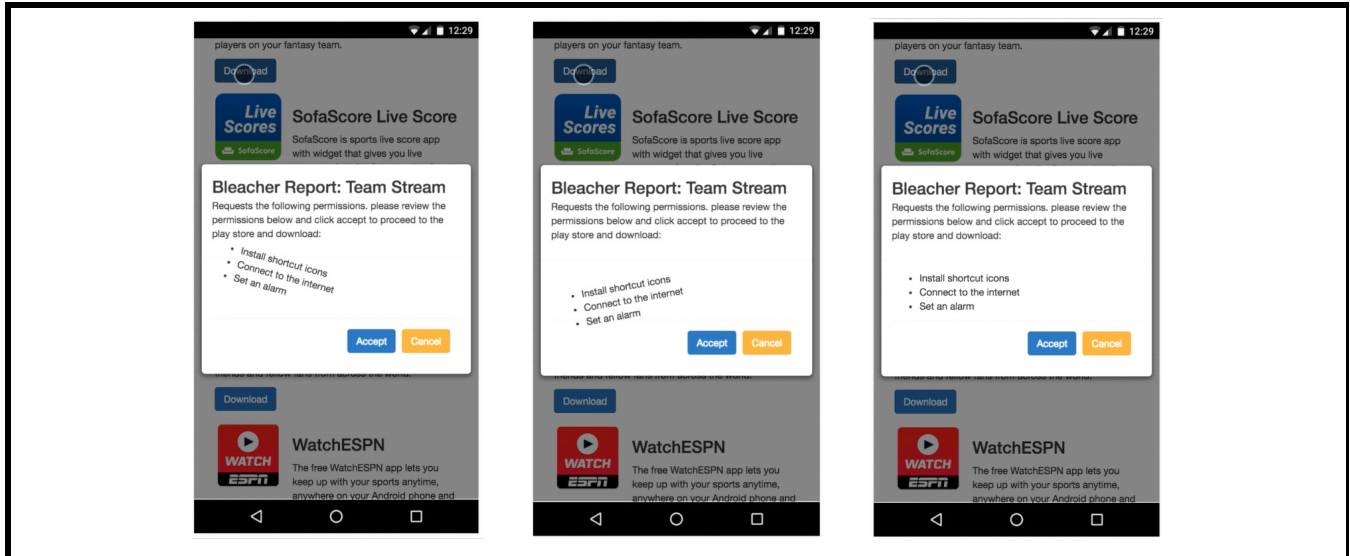 12:29
players on your fantasy team.
Download
Live
Scores
SofaScore
SofaScore Live Score
SofaScore is sports live score app
with widget that gives you live
Bleacher Report: Team Stream
Requests the following permissions. please review the
permissions below and click accept to proceed to the
play store and download:
• Install shortcut icons
• Connect to the internet
• Set an alarm
Accept Cancel
friends and fellow fans from across the world.
Download
WATCH
ESPN
WatchESPN
The free WatchESPN app lets you
keep up with your sports anytime,
anywhere on your Android phone and
12:29
players on your fantasy team.
Download
Live
Scores
SofaScore
SofaScore Live Score
SofaScore is sports live score app
with widget that gives you live
Bleacher Report: Team Stream
Requests the following permissions. please review the
permissions below and click accept to proceed to the
play store and download:
• Install shortcut icons
• Connect to the internet
• Set an alarm
Accept Cancel
friends and fellow fans from across the world.
Download
WATCH
ESPN
WatchESPN
The free WatchESPN app lets you
keep up with your sports anytime,
anywhere on your Android phone and
12:29
players on your fantasy team.
Download
Live
Scores
SofaScore
SofaScore Live Score
SofaScore is sports live score app
with widget that gives you live
Bleacher Report: Team Stream
Requests the following permissions. please review the
permissions below and click accept to proceed to the
play store and download:
• Install shortcut icons
• Connect to the internet
• Set an alarm
Accept Cancel
friends and fellow fans from across the world.
Download
WATCH
ESPN
WatchESPN
The free WatchESPN app lets you
keep up with your sports anytime,
anywhere on your Android phone and